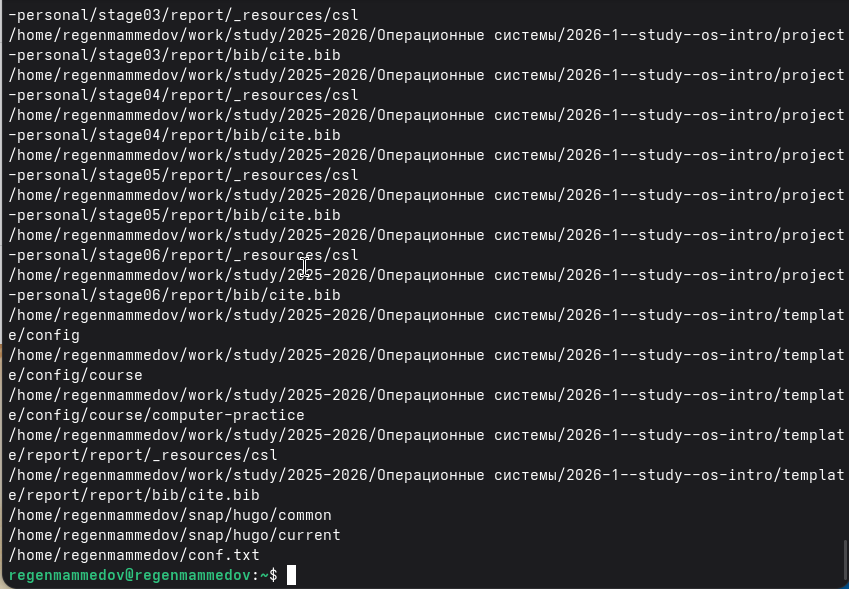 -personal/stage03/report/_resources/csl
/home/regenmammedov/work/study/2025-2026/Операционные системы/2026-1--study--os-intro/project
-personal/stage03/report/bib/cite.bib
/home/regenmammedov/work/study/2025-2026/Операционные системы/2026-1--study--os-intro/project
-personal/stage04/report/_resources/csl
/home/regenmammedov/work/study/2025-2026/Операционные системы/2026-1--study--os-intro/project
-personal/stage04/report/bib/cite.bib
/home/regenmammedov/work/study/2025-2026/Операционные системы/2026-1--study--os-intro/project
-personal/stage05/report/_resources/csl
/home/regenmammedov/work/study/2025-2026/Операционные системы/2026-1--study--os-intro/project
-personal/stage05/report/bib/cite.bib
/home/regenmammedov/work/study/2025-2026/Операционные системы/2026-1--study--os-intro/project
-personal/stage06/report/_resources/csl
/home/regenmammedov/work/study/2025-2026/Операционные системы/2026-1--study--os-intro/project
-personal/stage06/report/bib/cite.bib
/home/regenmammedov/work/study/2025-2026/Операционные системы/2026-1--study--os-intro/templat
e/config
/home/regenmammedov/work/study/2025-2026/Операционные системы/2026-1--study--os-intro/templat
e/config/course
/home/regenmammedov/work/study/2025-2026/Операционные системы/2026-1--study--os-intro/templat
e/config/course/computer-practice
/home/regenmammedov/work/study/2025-2026/Операционные системы/2026-1--study--os-intro/templat
e/report/report/_resources/csl
/home/regenmammedov/work/study/2025-2026/Операционные системы/2026-1--study--os-intro/templat
e/report/report/bib/cite.bib
/home/regenmammedov/snap/hugo/common
/home/regenmammedov/snap/hugo/current
/home/regenmammedov/conf.txt
regenmammedov@regenmammedov:~$